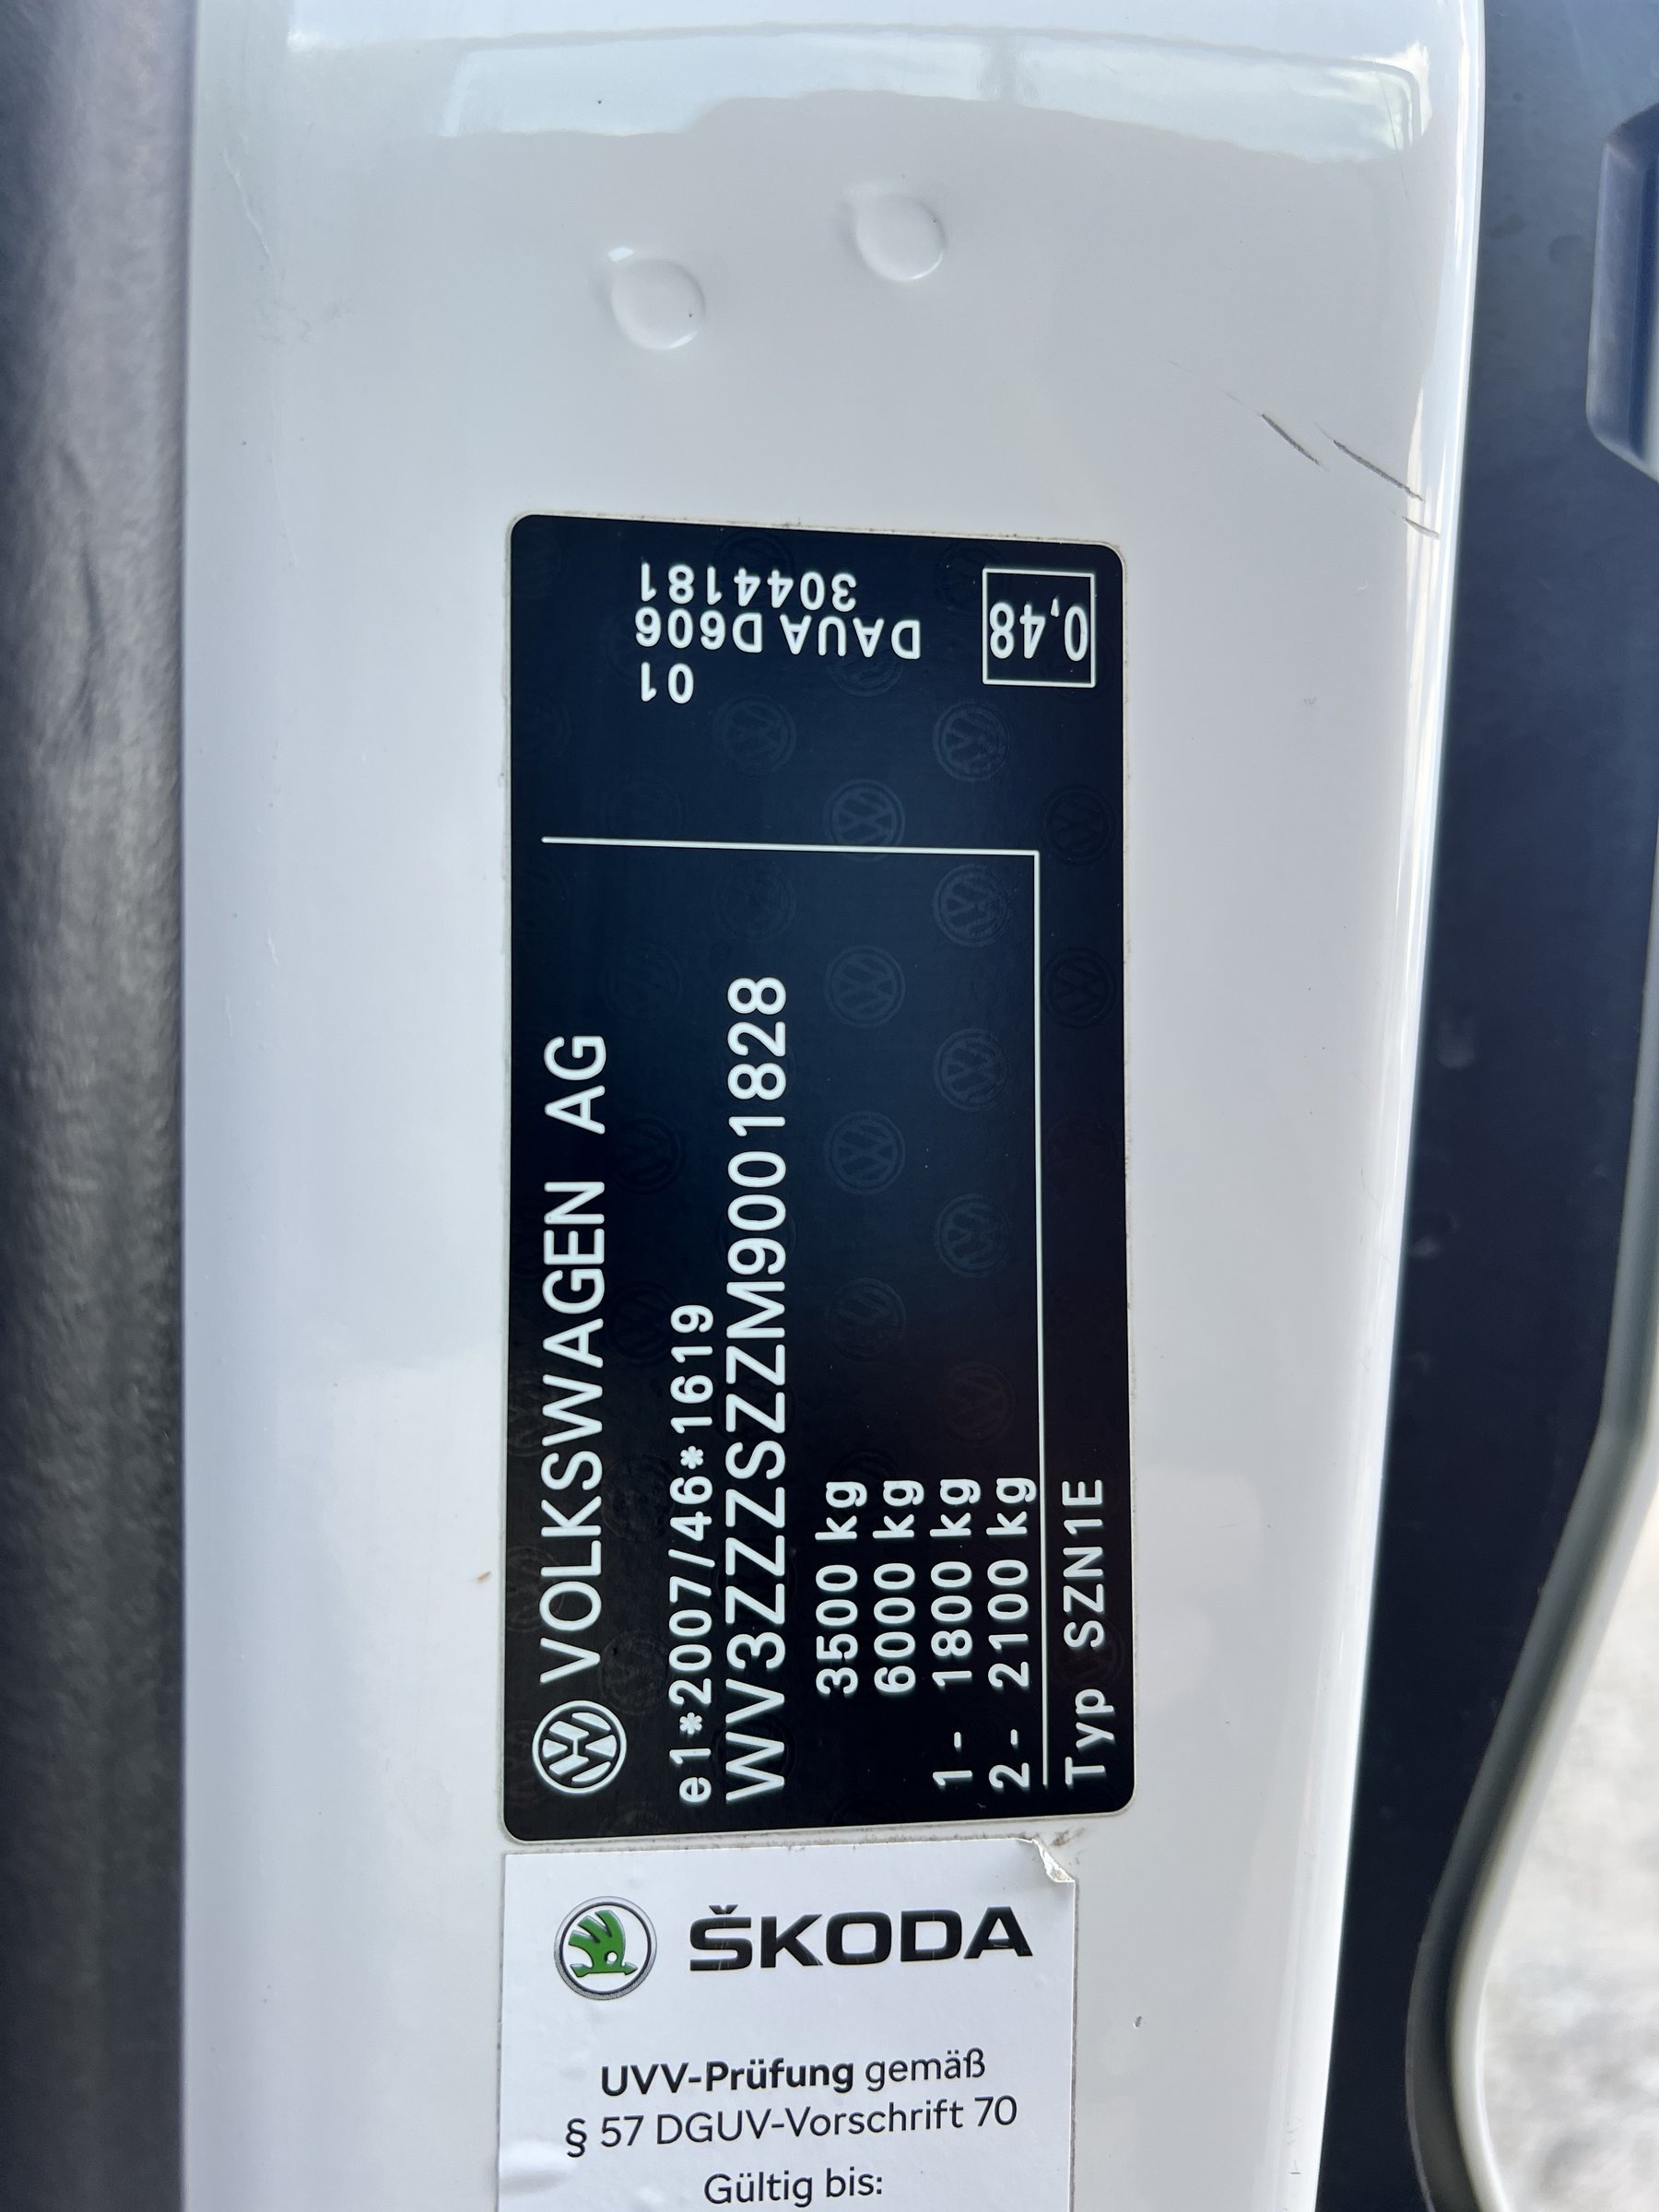 VOLKSWAGEN AG
e1*2007/46*1619
WV3ZZZSZZM9001828
3500 kg
6000 kg
1- 1800 kg
2- 2100 kg
Typ SZN1E
01
DAUA D606
3044181
0,48
ŠKODA
UVV-Prüfung gemäß
§ 57 DGUV-Vorschrift 70
Gültig bis: